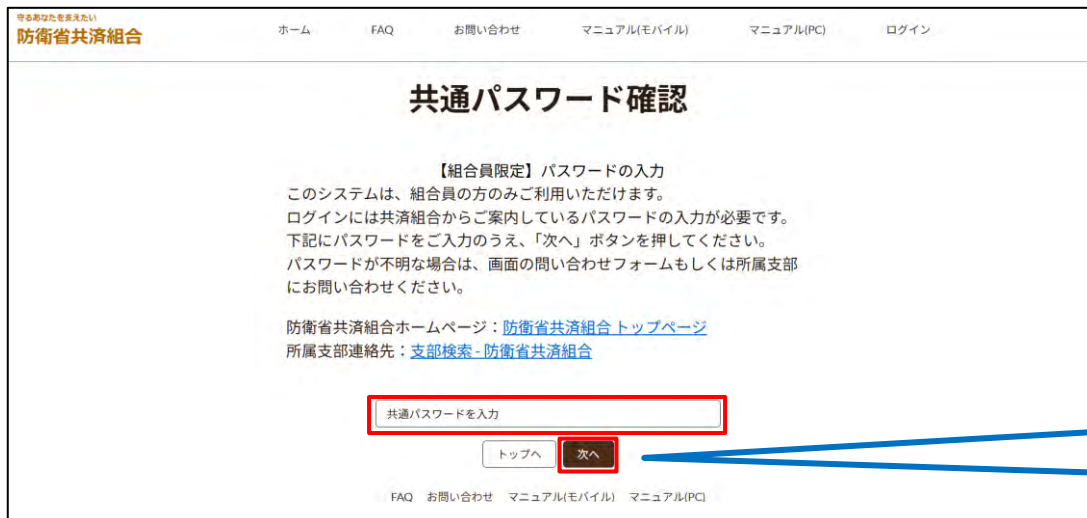 守るあなたを支えたい
防衛省共済組合
ホーム FAQ お問い合わせ マニュアル(モバイル) マニュアル(PC) ログイン
共通パスワード確認
【組合員限定】パスワードの入力
このシステムは、組合員の方のみご利用いただけます。
ログインには共済組合からご案内しているパスワードの入力が必要です。
下記にパスワードをご入力のうえ、「次へ」ボタンを押してください。
パスワードが不明な場合は、画面の問い合わせフォームもしくは所属支部
にお問い合わせください。
防衛省共済組合ホームページ：防衛省共済組合 トップページ
所属支部連絡先：支部検索 - 防衛省共済組合
共通パスワードを入力
トップへ 次へ
FAQ お問い合わせ マニュアル(モバイル) マニュアル(PC)